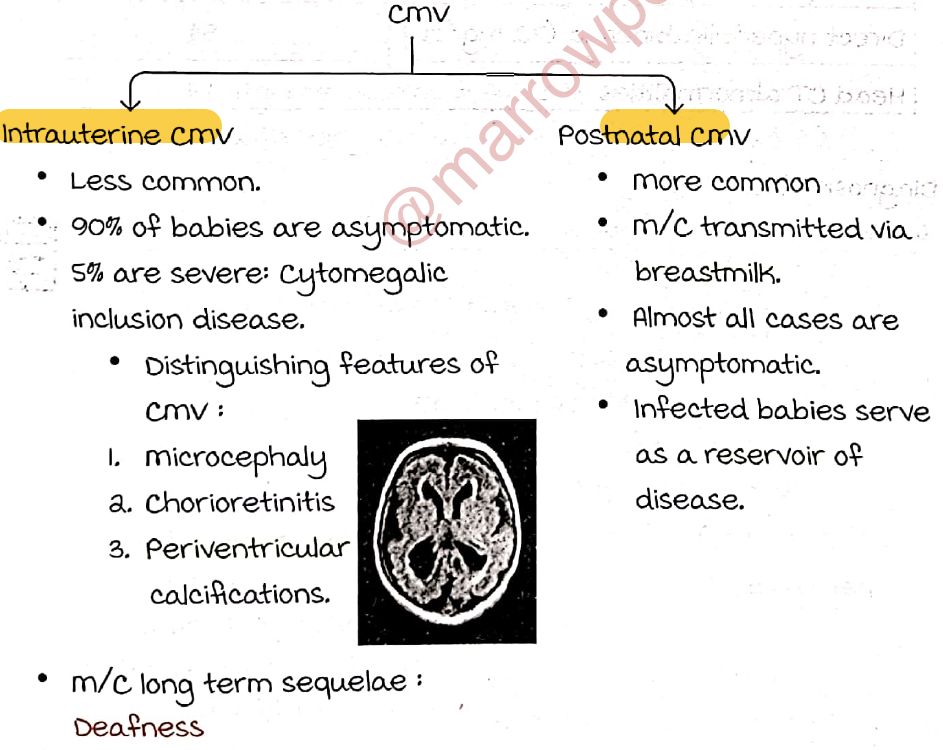 CMV
Intrauterine CMV
• Less common.
• 90% of babies are asymptomatic.
5% are severe: Cytomegalic
inclusion disease.
• Distinguishing features of
CMV :
1. microcephaly
2. Chorioretinitis
3. Periventricular
calcifications.
• m/c long term sequelae :
Deafness
Postnatal CMV
• more common
• m/c transmitted via
breastmilk.
• Almost all cases are
asymptomatic.
• Infected babies serve
as a reservoir of
disease.